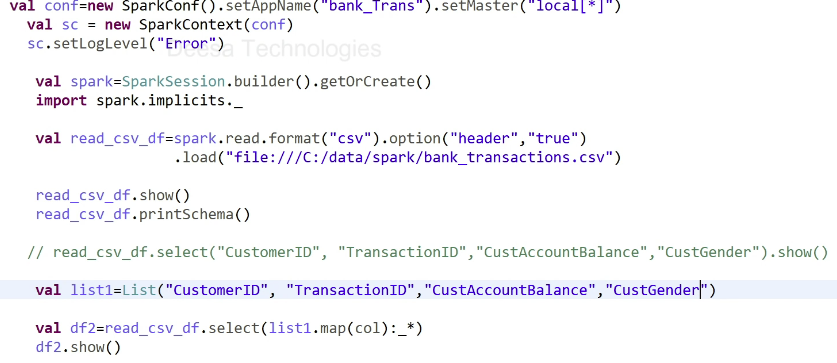 val conf=new SparkConf().setAppName("bank_Trans").setMaster("local[*]")
val sc = new SparkContext(conf)
sc.setLogLevel("Error")
Deesa Technologies
val spark=SparkSession.builder().getOrCreate()
import spark.implicits._
val read_csv_df=spark.read.format("csv").option("header","true")
.load("file:///C:/data/spark/bank_transactions.csv")
read_csv_df.show()
read_csv_df.printSchema()
// read_csv_df.select("CustomerID", "TransactionID","CustAccountBalance","CustGender").show()
val list1=List("CustomerID", "TransactionID","CustAccountBalance","CustGender")
val df2=read_csv_df.select(list1.map(col):_*)
df2.show()